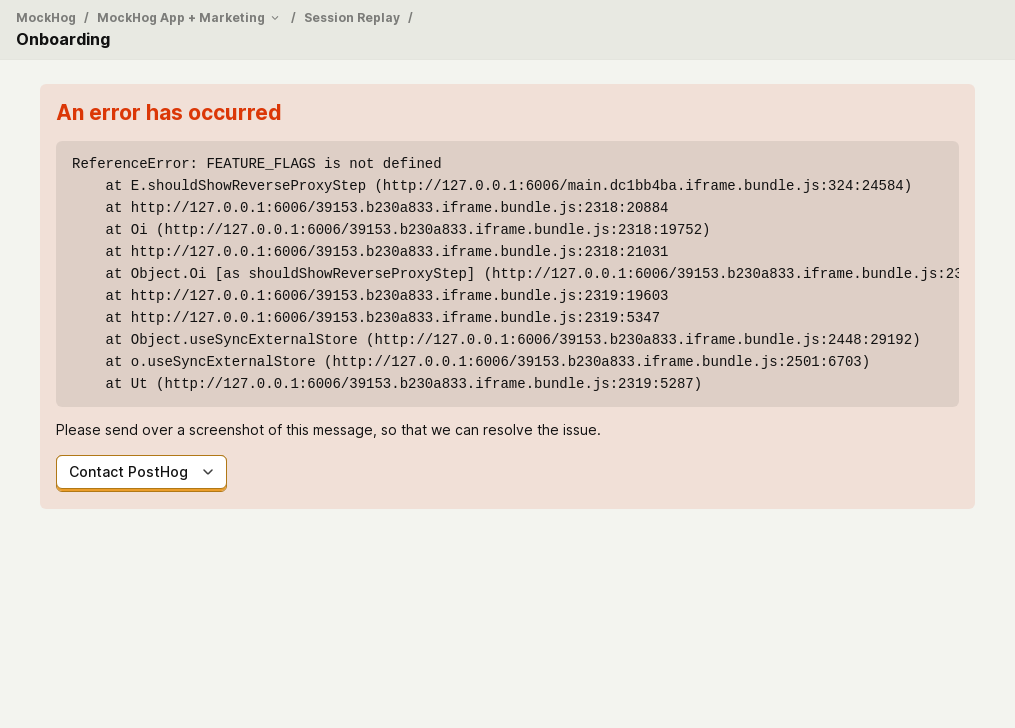 MockHog / MockHog App + Marketing / Session Replay /
Onboarding
An error has occurred
ReferenceError: FEATURE_FLAGS is not defined
    at E.shouldShowReverseProxyStep (http://127.0.0.1:6006/main.dc1bb4ba.iframe.bundle.js:324:24584)
    at http://127.0.0.1:6006/39153.b230a833.iframe.bundle.js:2318:20884
    at Oi (http://127.0.0.1:6006/39153.b230a833.iframe.bundle.js:2318:19752)
    at http://127.0.0.1:6006/39153.b230a833.iframe.bundle.js:2318:21031
    at Object.Oi [as shouldShowReverseProxyStep] (http://127.0.0.1:6006/39153.b230a833.iframe.bundle.js:23
    at http://127.0.0.1:6006/39153.b230a833.iframe.bundle.js:2319:19603
    at http://127.0.0.1:6006/39153.b230a833.iframe.bundle.js:2319:5347
    at Object.useSyncExternalStore (http://127.0.0.1:6006/39153.b230a833.iframe.bundle.js:2448:29192)
    at o.useSyncExternalStore (http://127.0.0.1:6006/39153.b230a833.iframe.bundle.js:2501:6703)
    at Ut (http://127.0.0.1:6006/39153.b230a833.iframe.bundle.js:2319:5287)
Please send over a screenshot of this message, so that we can resolve the issue.
Contact PostHog